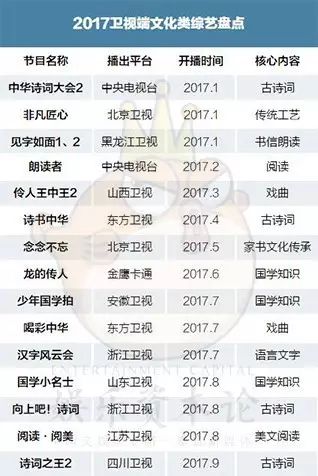 2017卫视端文化类综艺盘点
节目名称 播出平台 开播时间 核心内容
中华诗词大会2 中央电视台 2017.1 古诗词
非凡匠心 北京卫视 2017.1 传统工艺
见字如面1、2 黑龙江卫视 2017.1 书信朗读
朗读者 中央电视台 2017.2 阅读
伶人王中王2 山西卫视 2017.3 戏曲
诗书中华 东方卫视 2017.4 古诗词
念念不忘 北京卫视 2017.5 家书文化传承
龙的传人 金鹰卡通 2017.6 国学知识
少年国学拍 安徽卫视 2017.7 国学知识
喝彩中华 东方卫视 2017.7 戏曲
汉字风云会 浙江卫视 2017.7 语言文字
ENTERTAINMENT CAPITAL
国学小名士 山东卫视 2017.8 国学知识
娱乐资本论
向上吧！诗词 浙江卫视 2017.8 古诗词
阅读·阅美 江苏卫视 2017.8 美文阅读
诗词之王2 四川卫视 2017.9 古诗词